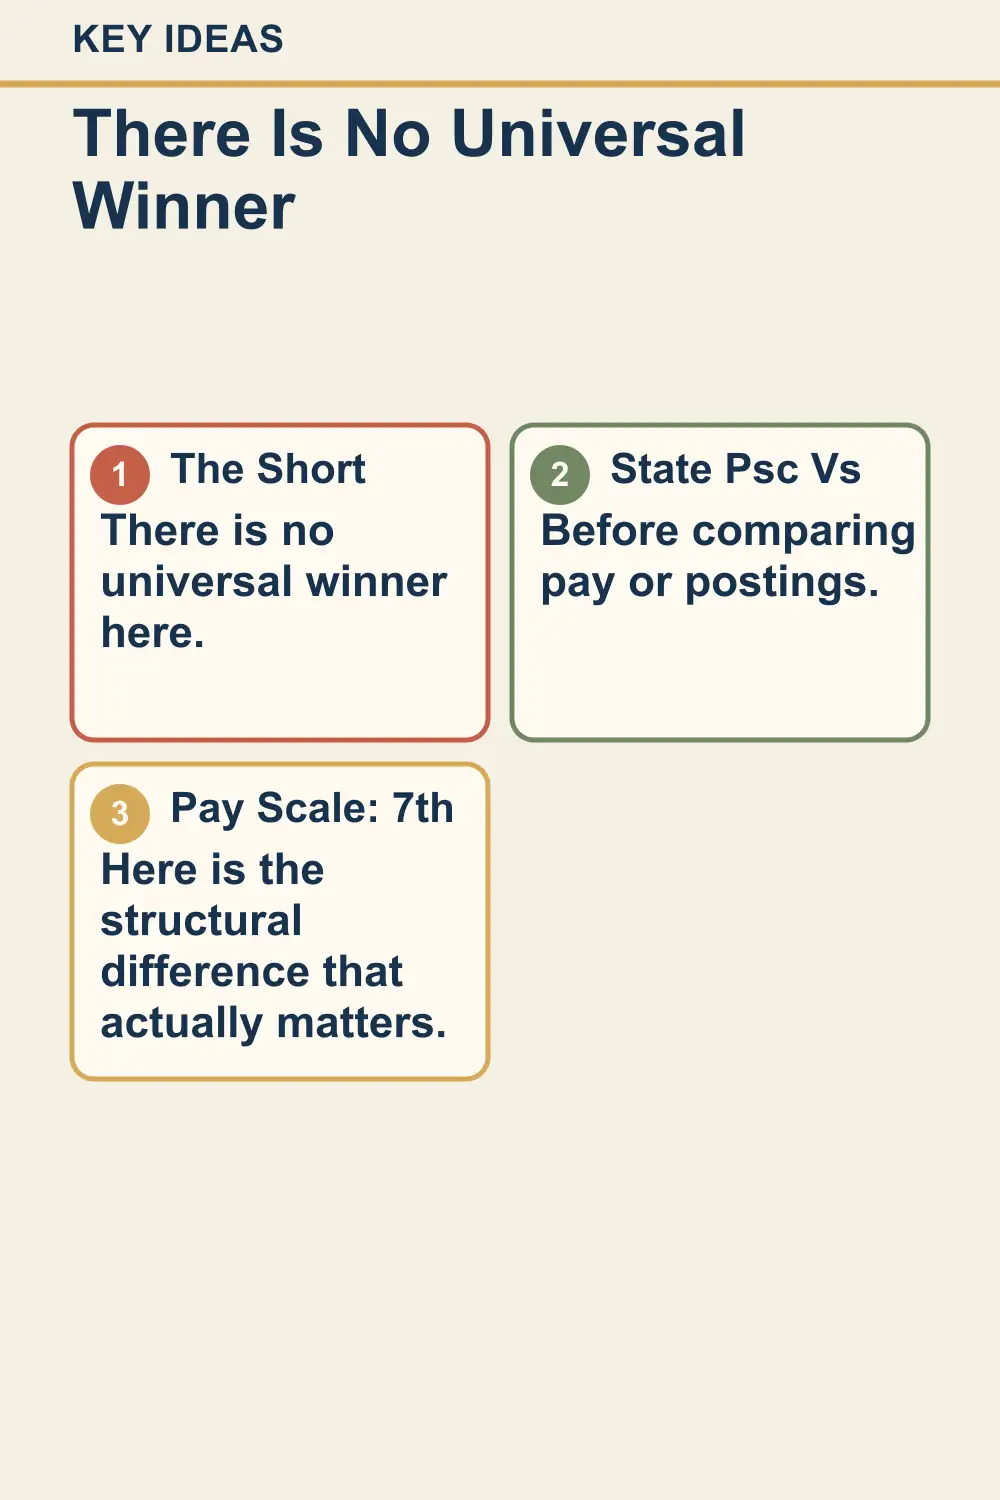 KEY IDEAS
There Is No Universal
Winner
1 The Short
There is no
universal winner
here.
2 State Psc Vs
Before comparing
pay or postings.
3 Pay Scale: 7th
Here is the
structural
difference that
actually matters.